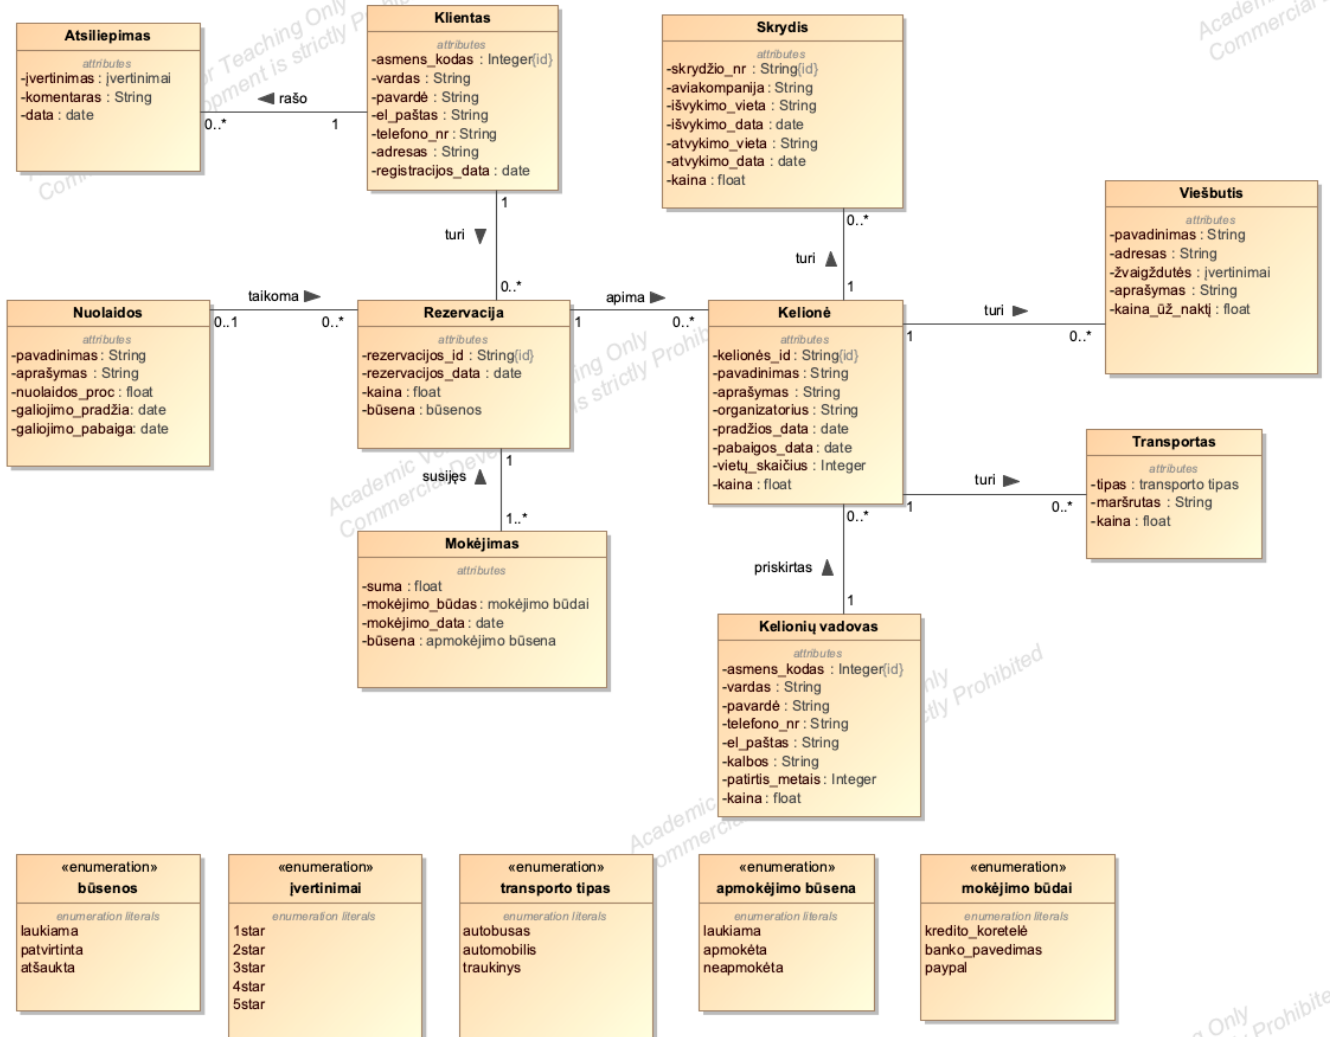 Atsiliepimas
attributes
-įvertinimas : įvertinimai
-komentaras : String
-data : date
rašo
0..*
1
Klientas
attributes
-asmens_kodas : Integer{id}
-vardas : String
-pavardė : String
-el_paštas : String
-telefono_nr : String
-adresas : String
-registracijos_data : date
1
turi
0..*
Skrydis
attributes
-skrydžio_nr : String{id}
-aviakompanija : String
-išvykimo_vieta : String
-išvykimo_data : date
-atvykimo_vieta : String
-atvykimo_data : date
-kaina : float
0..*
turi
1
Viešbutis
attributes
-pavadinimas : String
-adresas : String
-žvaigždutės : įvertinimai
-aprašymas : String
-kaina_ūž_naktį : float
Nuolaidos
attributes
-pavadinimas : String
-aprašymas : String
-nuolaidos_proc : float
-galiojimo_pradžia: date
-galiojimo_pabaiga: date
taikoma
0..1
0..*
Rezervacija
attributes
-rezervacijos_id : String{id}
-rezervacijos_data : date
-kaina : float
-būsena : būsenos
apima
1
0..*
Kelionė
attributes
-kelionės_id : String{id}
-pavadinimas : String
-aprašymas : String
-organizatorius : String
-pradžios_data : date
-pabaigos_data : date
-vietų_skaičius : Integer
-kaina : float
turi
1
0..*
turi
1
0..*
Transportas
attributes
-tipas : transporto tipas
-maršrutas : String
-kaina : float
1
susijęs
1..*
Mokėjimas
attributes
-suma : float
-mokėjimo_būdas : mokėjimo būdai
-mokėjimo_data : date
-būsena : apmokėjimo būsena
0..*
priskirtas
1
Kelionių vadovas
attributes
-asmens_kodas : Integer{id}
-vardas : String
-pavardė : String
-telefono_nr : String
-el_paštas : String
-kalbos : String
-patirtis_metais : Integer
-kaina : float
«enumeration»
būsenos
enumeration literals
laukiama
patvirtinta
atšaukta
«enumeration»
įvertinimai
enumeration literals
1star
2star
3star
4star
5star
«enumeration»
transporto tipas
enumeration literals
autobusas
automobilis
traukinys
«enumeration»
apmokėjimo būsena
enumeration literals
laukiama
apmokėta
neapmokėta
«enumeration»
mokėjimo būdai
enumeration literals
kredito_koretelė
banko_pavedimas
paypal